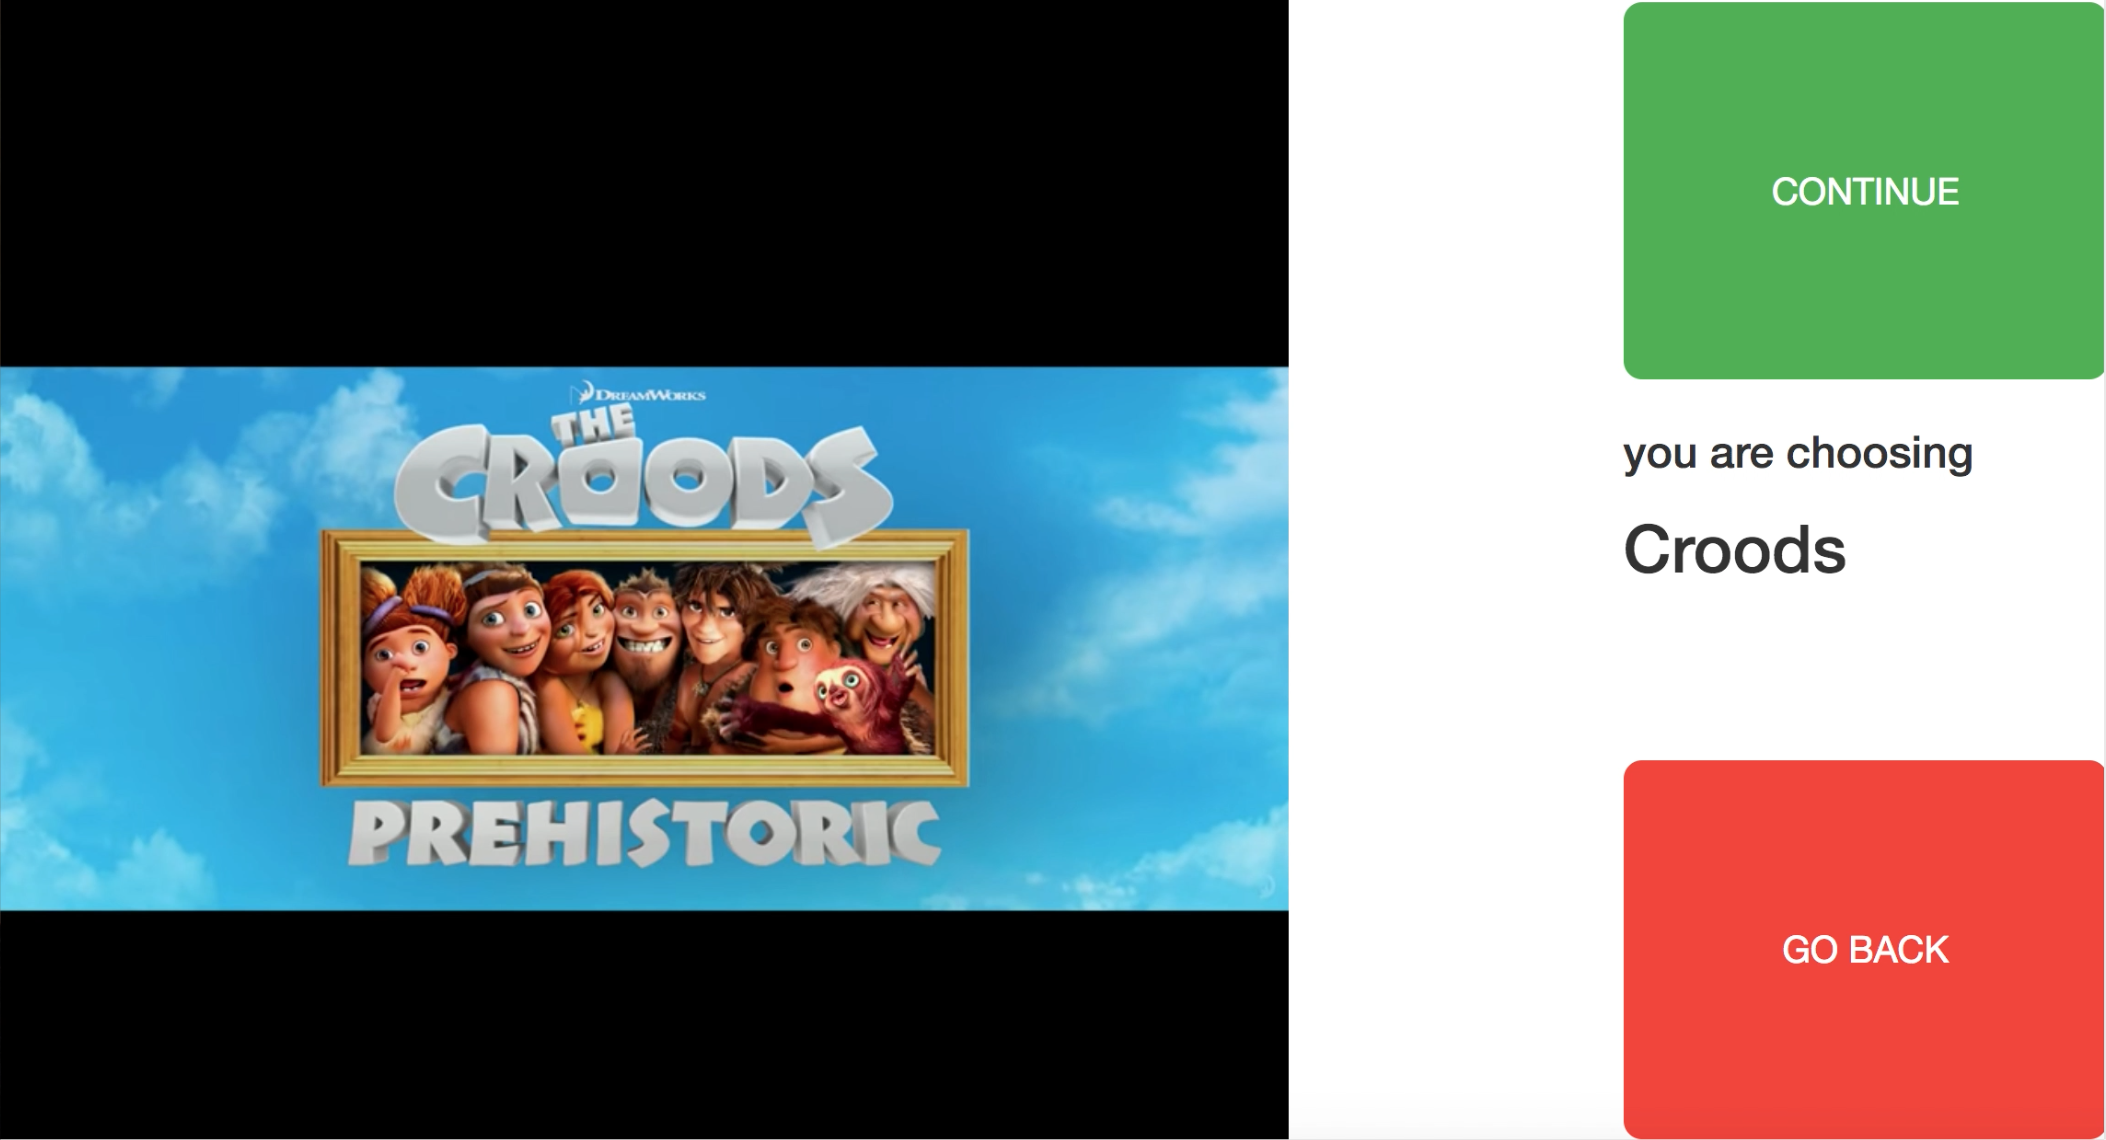 DREAMWORKS
THE
CROODS
PREHISTORIC
CONTINUE
you are choosing
Croods
GO BACK